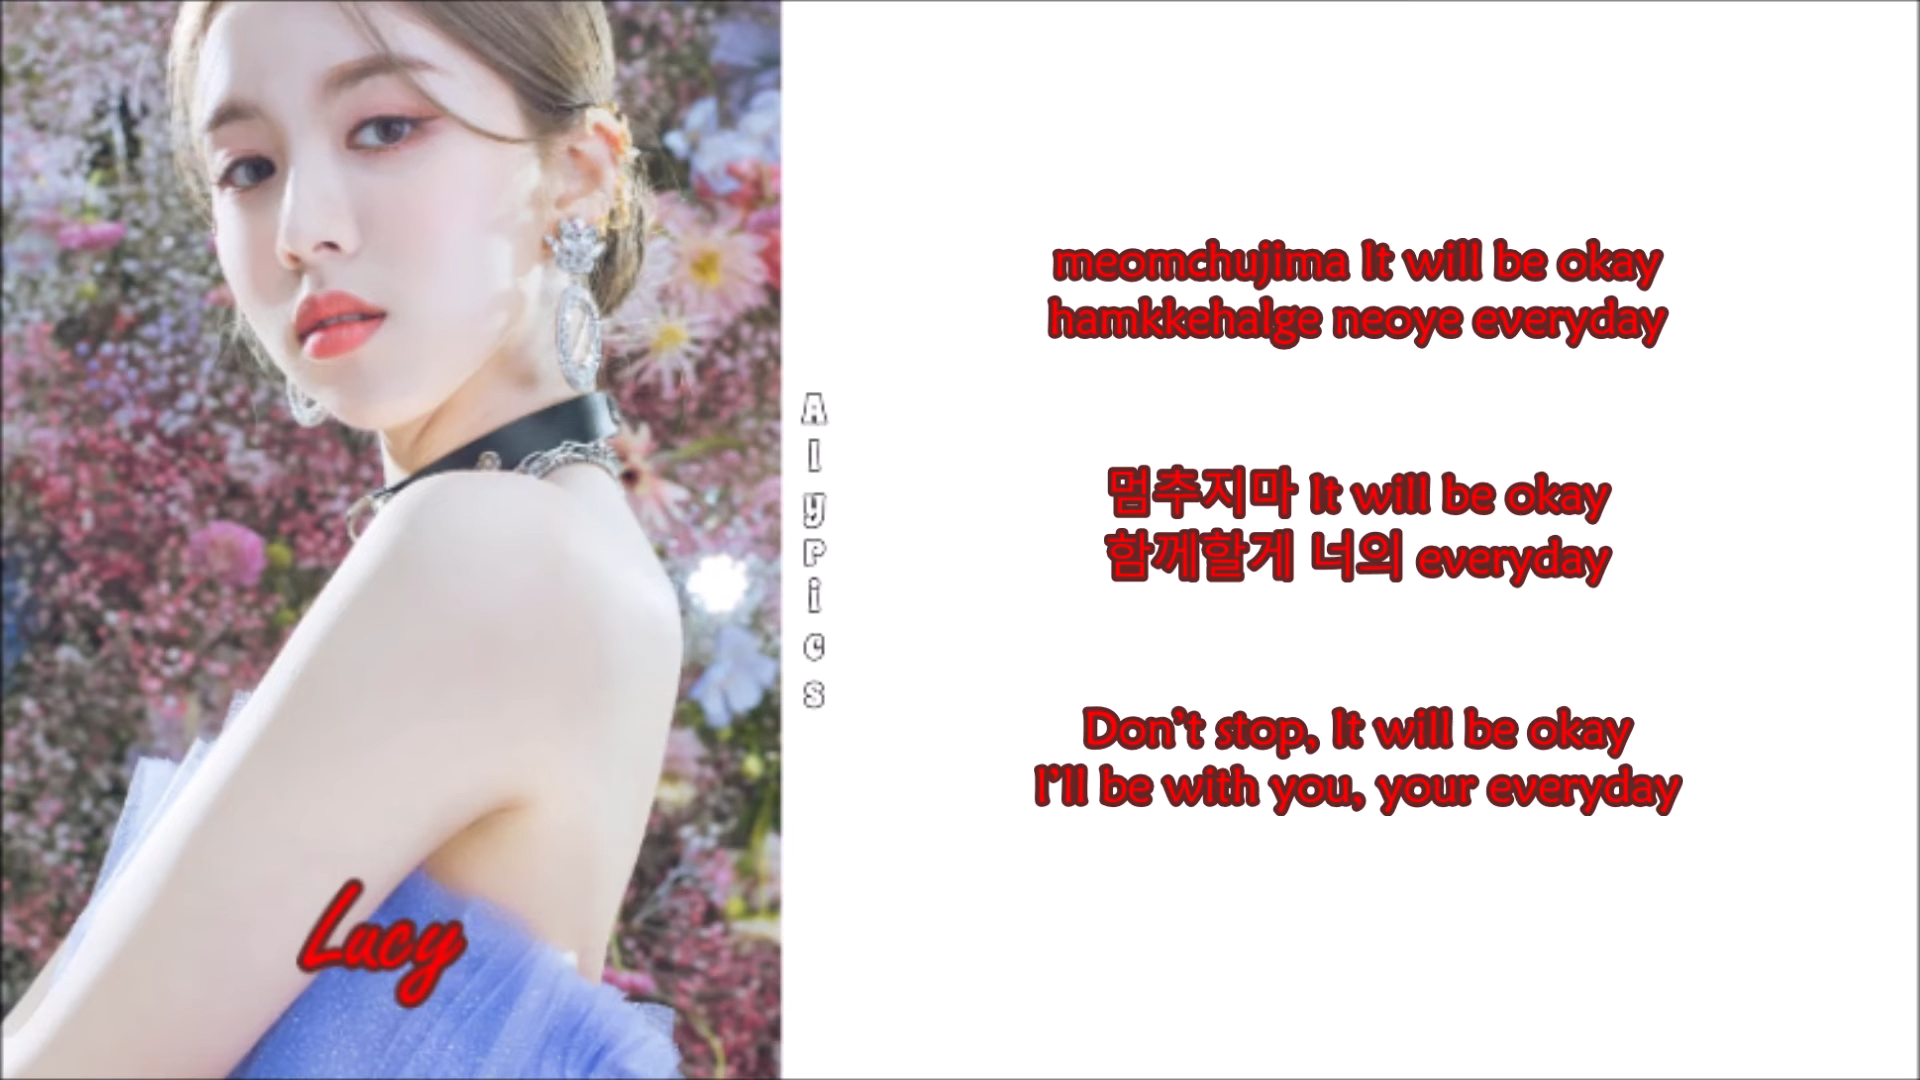 meomchujima It will be okay
hamkkehalge neoye everyday
멈추지마 It will be okay
함께할게 너의 everyday
Don't stop, It will be okay
I'll be with you, your everyday
AlyPics
Lucy